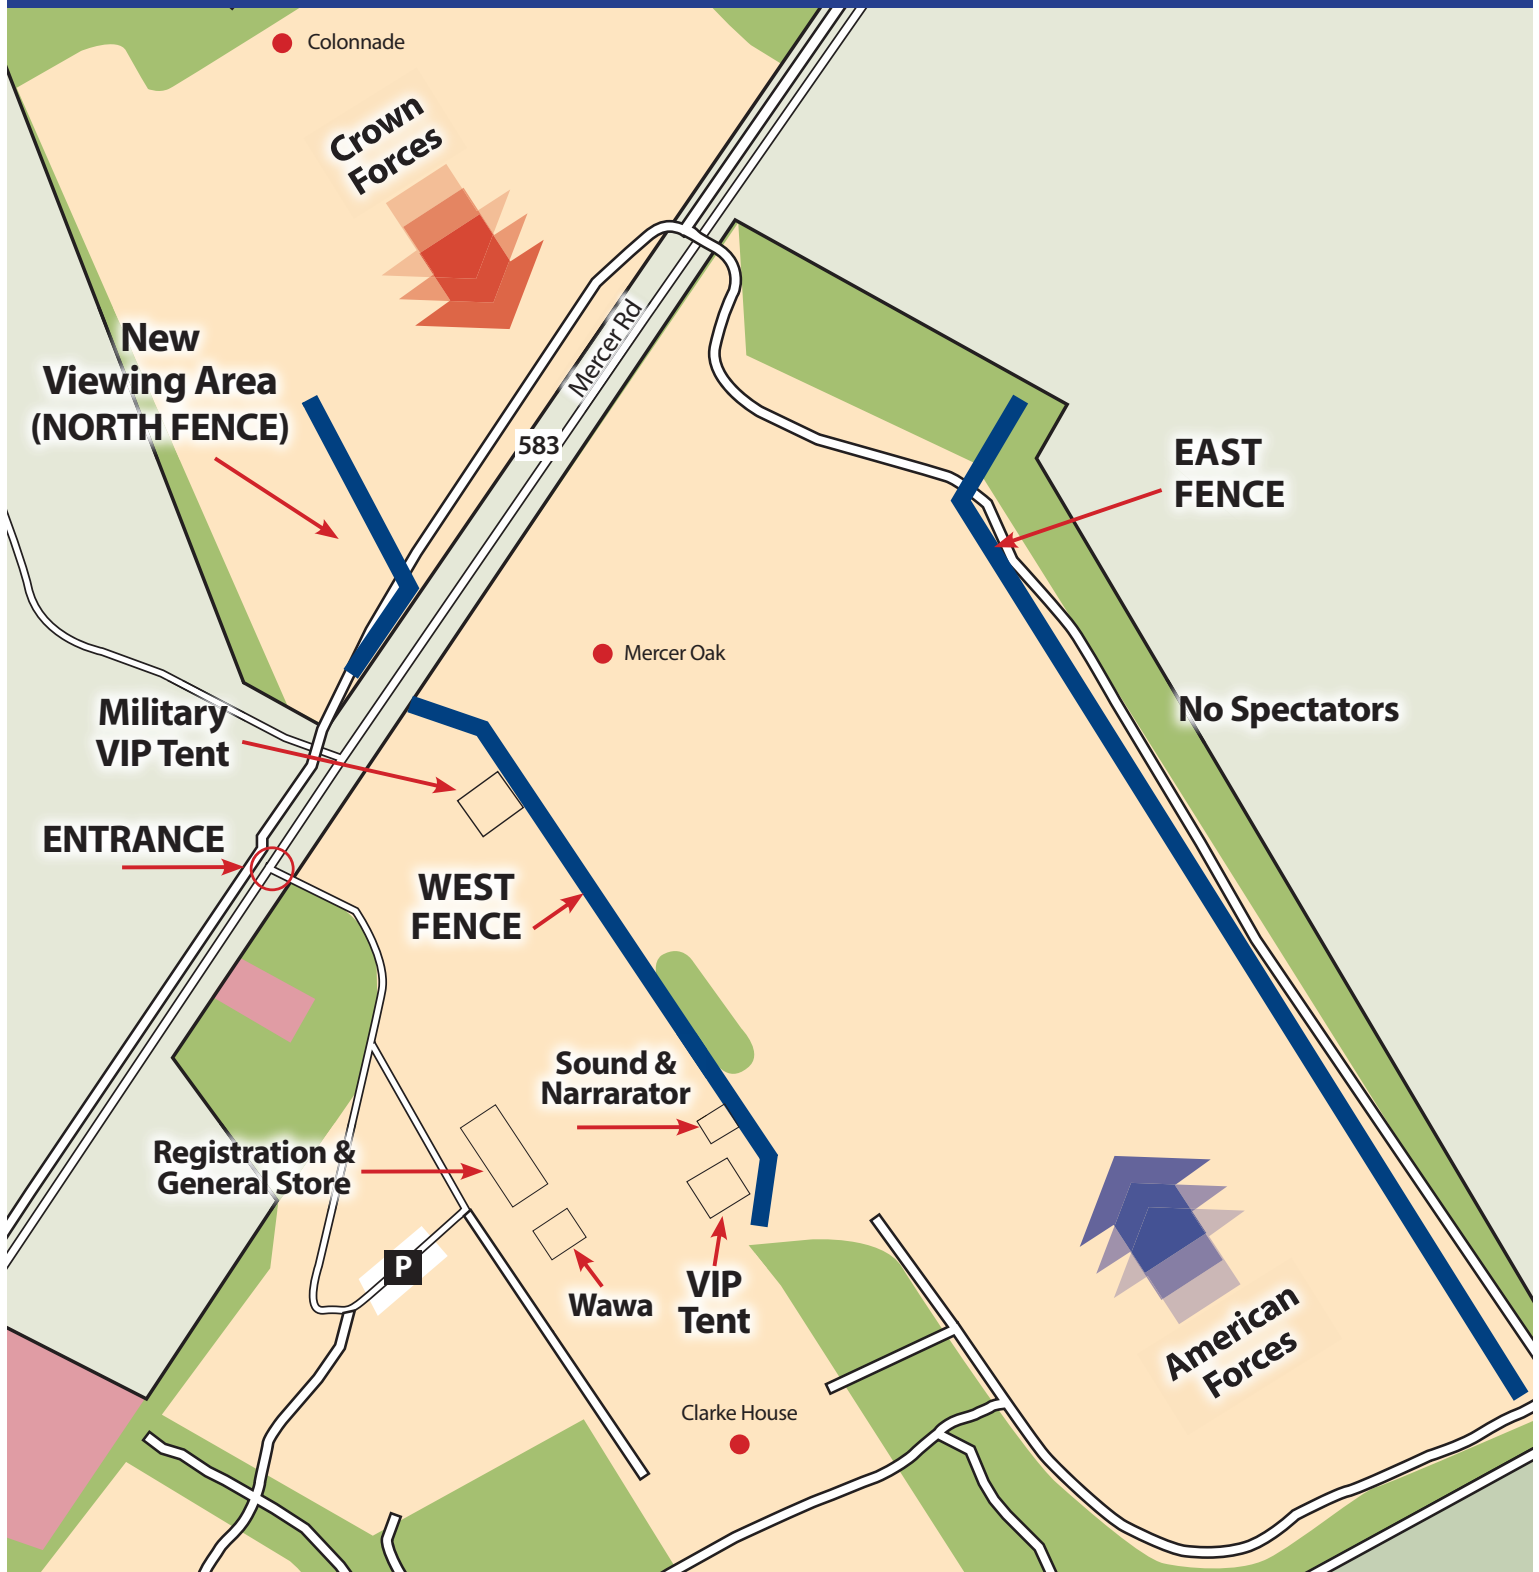 Colonnade
Crown
Forces
Mercer Rd
New
Viewing Area
(NORTH FENCE)
583
EAST
FENCE
Mercer Oak
No Spectators
Military
VIP Tent
ENTRANCE
WEST
FENCE
Sound &
Narrarator
Registration &
General Store
P
Wawa
VIP
Tent
American
Forces
Clarke House